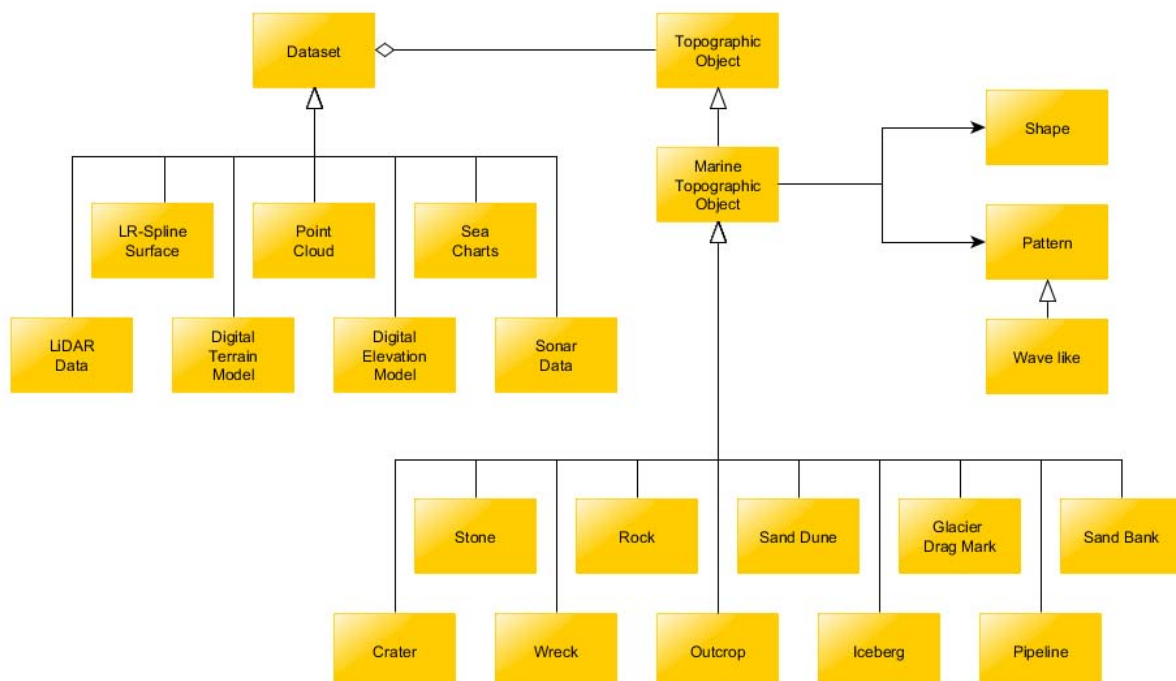 Dataset
Topographic
Object
Shape
Marine
Topographic
Object
LR-Spline
Surface
Point
Cloud
Sea
Charts
Pattern
LiDAR
Data
Digital
Terrain
Model
Digital
Elevation
Model
Sonar
Data
Wave like
Stone
Rock
Sand Dune
Glacier
Drag Mark
Sand Bank
Crater
Wreck
Outcrop
Iceberg
Pipeline